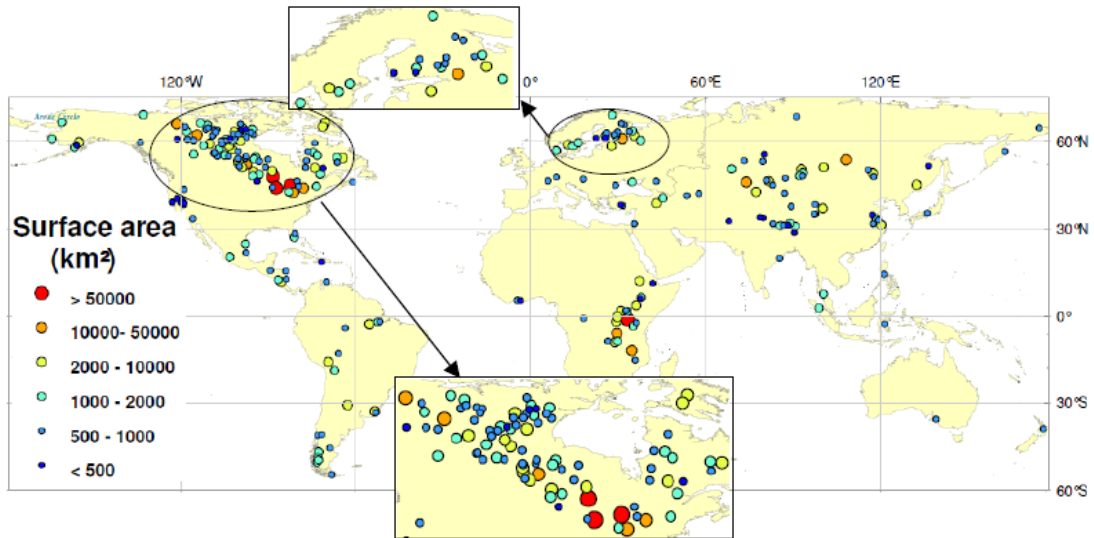 120°W 0° 60°E 120°E
Arctic Circle
60°N
Surface area
(km²)
30°N
> 50000
10000- 50000
0°
2000 - 10000
1000 - 2000
30°S
500 - 1000
< 500
60°S